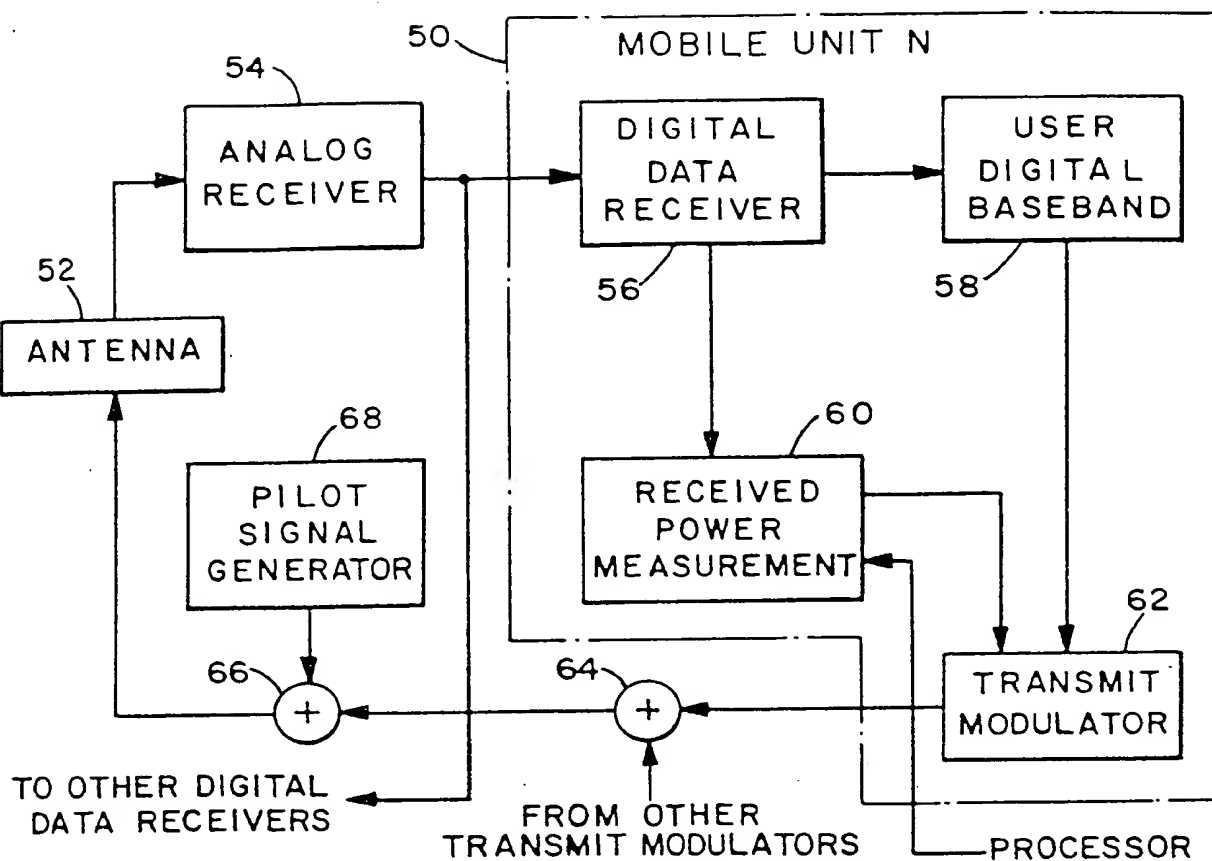 50
MOBILE UNIT N
54
ANALOG
RECEIVER
DIGITAL
DATA
RECEIVER
USER
DIGITAL
BASEBAND
52
56
58
ANTENNA
68
60
PILOT
SIGNAL
GENERATOR
RECEIVED
POWER
MEASUREMENT
62
66
+
64
+
TRANSMIT
MODULATOR
TO OTHER DIGITAL
DATA RECEIVERS
FROM OTHER
TRANSMIT MODULATORS
PROCESSOR